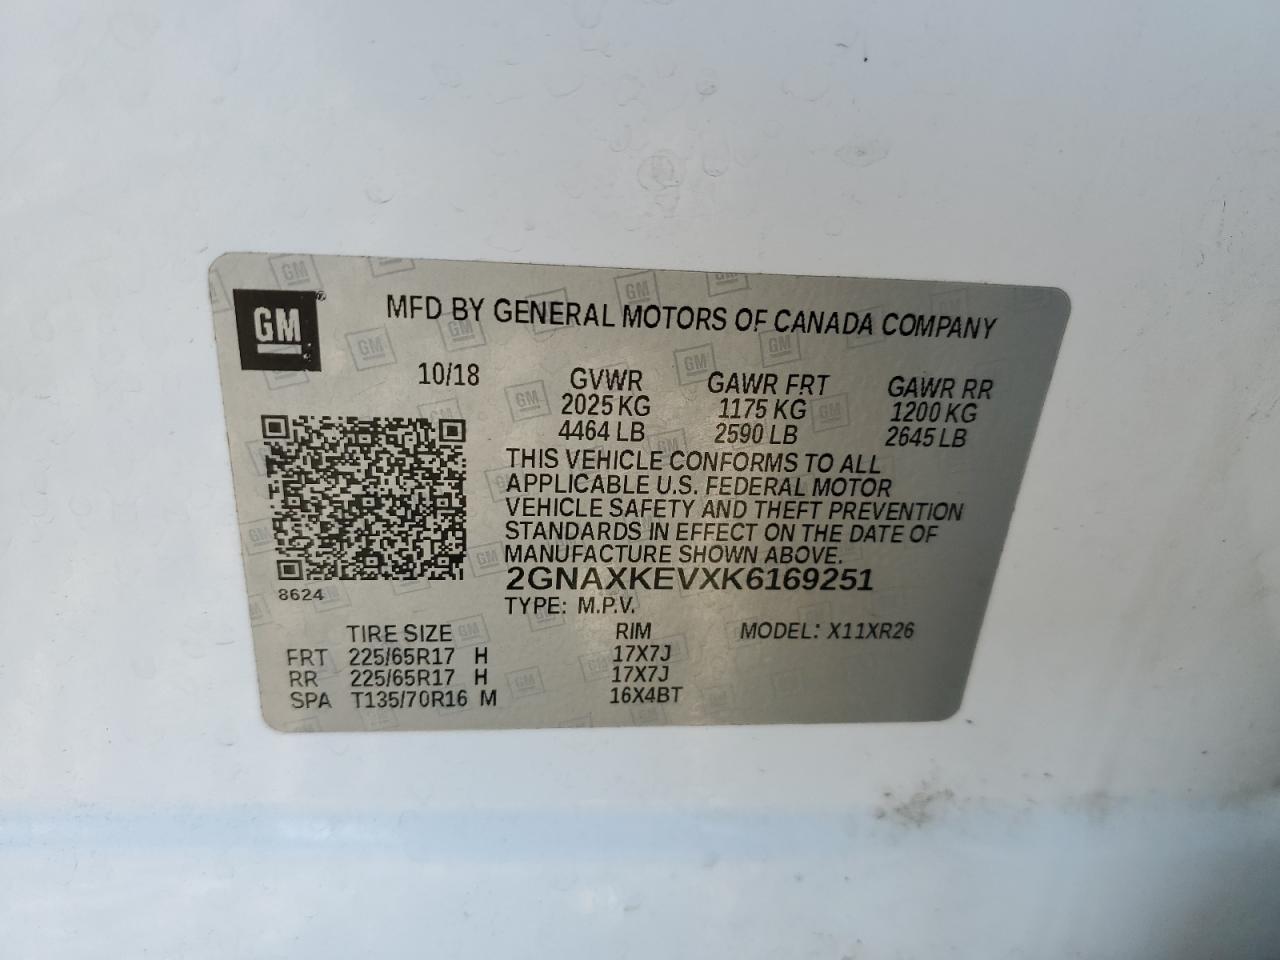 GM
MFD BY GENERAL MOTORS OF CANADA COMPANY
10/18 GVWR GAWR FRT GAWR RR
2025 KG 1175 KG 1200 KG
4464 LB 2590 LB 2645 LB
THIS VEHICLE CONFORMS TO ALL
APPLICABLE U.S. FEDERAL MOTOR
VEHICLE SAFETY AND THEFT PREVENTION
STANDARDS IN EFFECT ON THE DATE OF
MANUFACTURE SHOWN ABOVE.
2GNAXKEVXK6169251
8624
TYPE: M.P.V.
TIRE SIZE RIM MODEL: X11XR26
FRT 225/65R17 H 17X7J
RR 225/65R17 H 17X7J
SPA T135/70R16 M 16X4BT